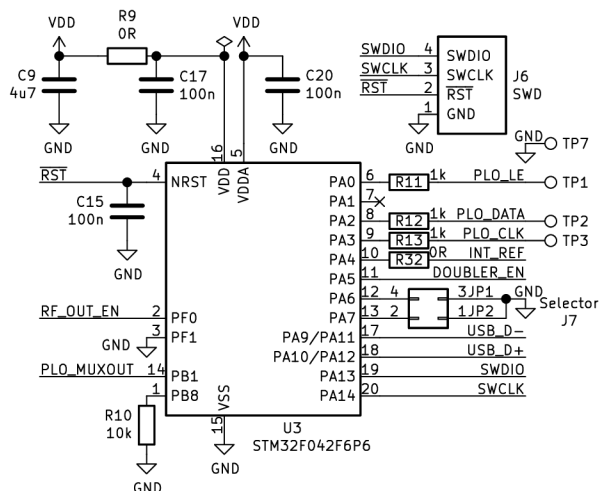 R9
VDD
0R
VDD
C9
4u7
C17
100n
C20
100n
GND
GND
GND
SWDIO 4 SWDIO
SWCLK 3 SWCLK
RST 2 RST
1 GND
J6
SWD
GND
GND TP7
16
5
VDD
VDDA
RST 4 NRST
C15
100n
GND
PA0 6 R11 1k PLO_LE TP1
PA1 7
PA2 8 R12 1k PLO_DATA TP2
PA3 9 R13 1k PLO_CLK TP3
PA4 10 R32 0R INT_REF
PA5 11 DOUBLER_EN
PA6 12 4 3 JP1 GND
PA7 13 2 1 JP2
Selector
J7
RF_OUT_EN 2 PF0
GND 3 PF1
PLO_MUXOUT 14 PB1
1 PB8
PA9/PA11 17 USB_D-
PA10/PA12 18 USB_D+
PA13 19 SWDIO
PA14 20 SWCLK
R10
10k
GND
VSS
15
GND
U3
STM32F042F6P6